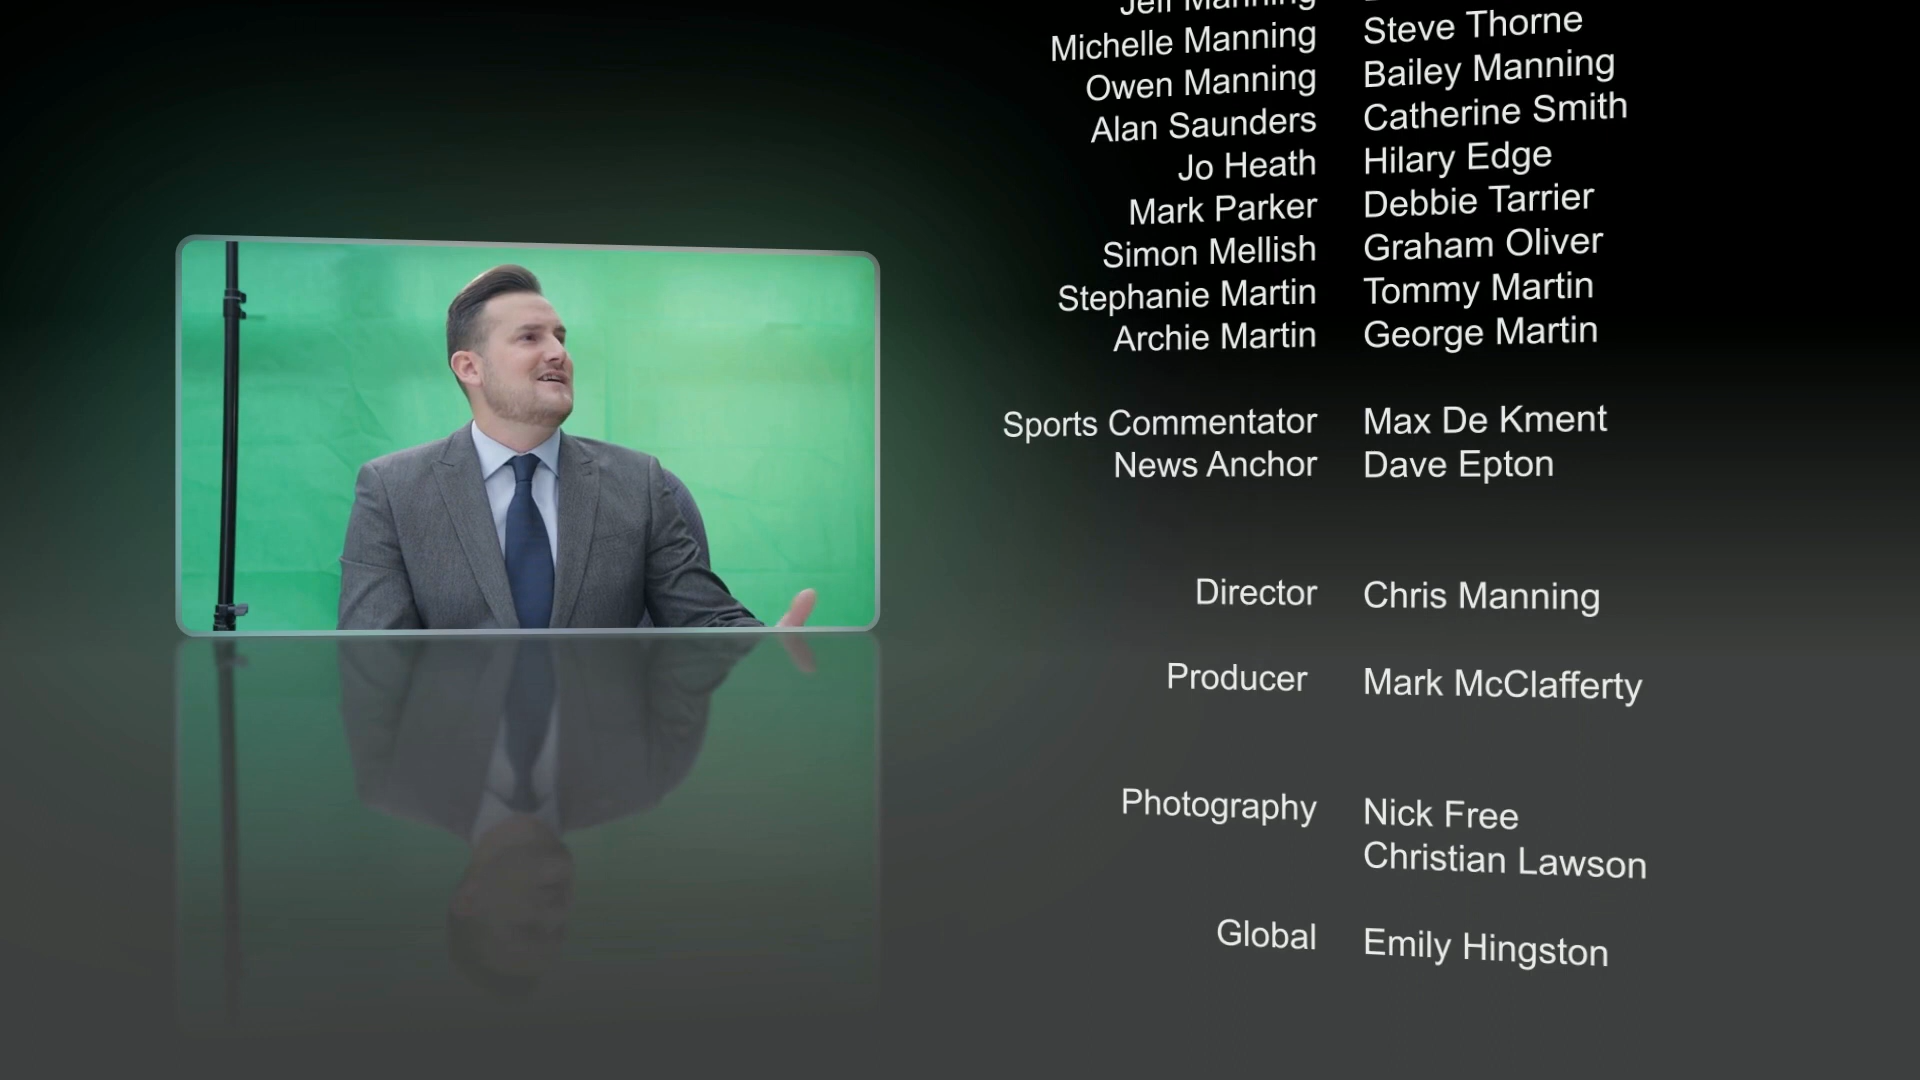 Jeff Manning
Michelle Manning Steve Thorne
Owen Manning Bailey Manning
Alan Saunders Catherine Smith
Jo Heath Hilary Edge
Mark Parker Debbie Tarrier
Simon Mellish Graham Oliver
Stephanie Martin Tommy Martin
Archie Martin George Martin
Sports Commentator Max De Kment
News Anchor Dave Epton
Director Chris Manning
Producer Mark McClafferty
Photography Nick Free
Christian Lawson
Global Emily Hingston